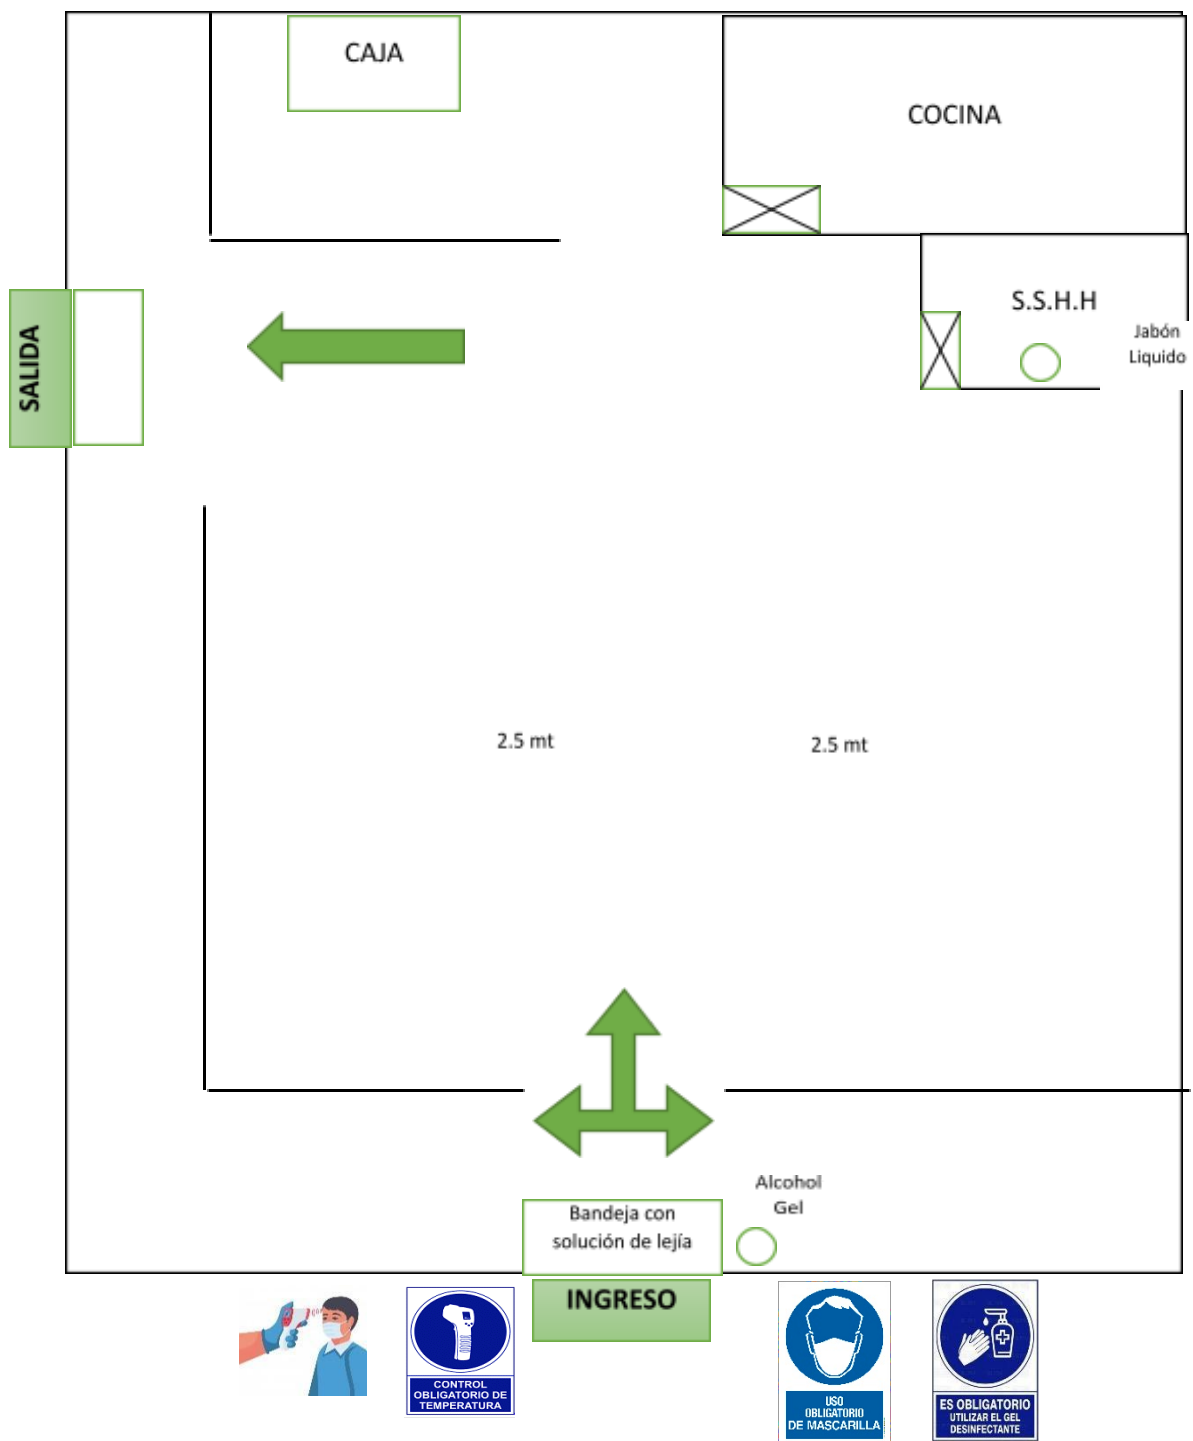 CAJA
COCINA
S.S.H.H
Jabón
Liquido
SALIDA
2.5 mt
2.5 mt
Alcohol
Gel
Bandeja con
solución de lejía
INGRESO
CONTROL
OBLIGATORIO DE
TEMPERATURA
USO
OBLIGATORIO
DE MASCARILLA
ES OBLIGATORIO
UTILIZAR EL GEL
DESINFECTANTE